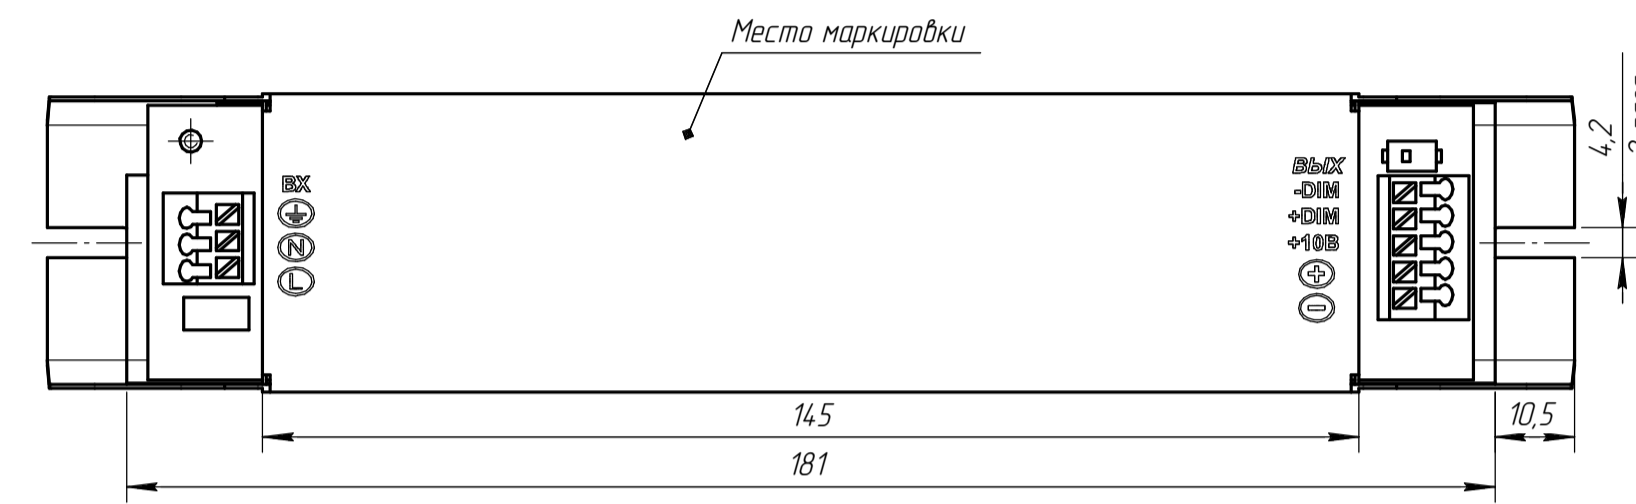 Место маркировки
ВХ
N
L
ВЫХ
-DIM
+DIM
+10В
+
−
4,2
145
10,5
181